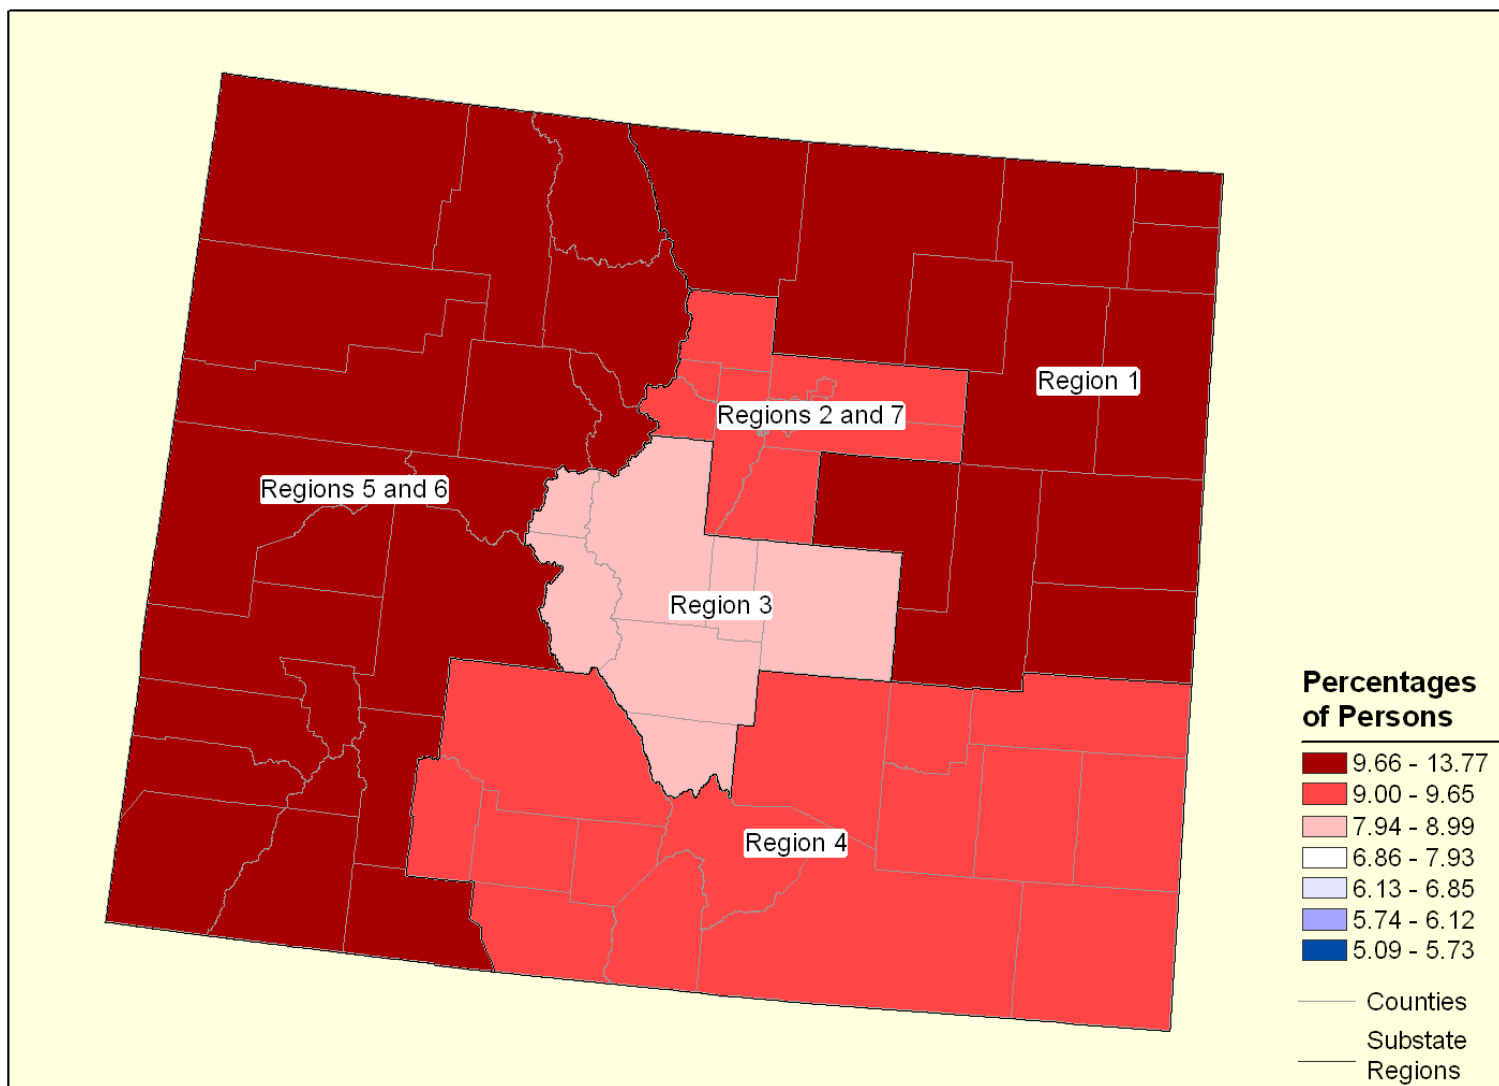 Region 1
Regions 2 and 7
Regions 5 and 6
Region 3
Region 4
Percentages
of Persons
9.66 - 13.77
9.00 - 9.65
7.94 - 8.99
6.86 - 7.93
6.13 - 6.85
5.74 - 6.12
5.09 - 5.73
Counties
Substate
Regions